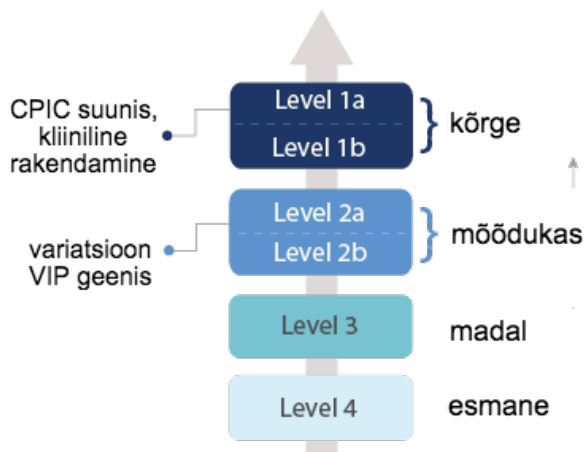 CPIC suunis,
kliiniline
rakendamine
Level 1a
Level 1b
kõrge
variatsioon
VIP geenis
Level 2a
Level 2b
mõõdukas
Level 3
madal
Level 4
esmane